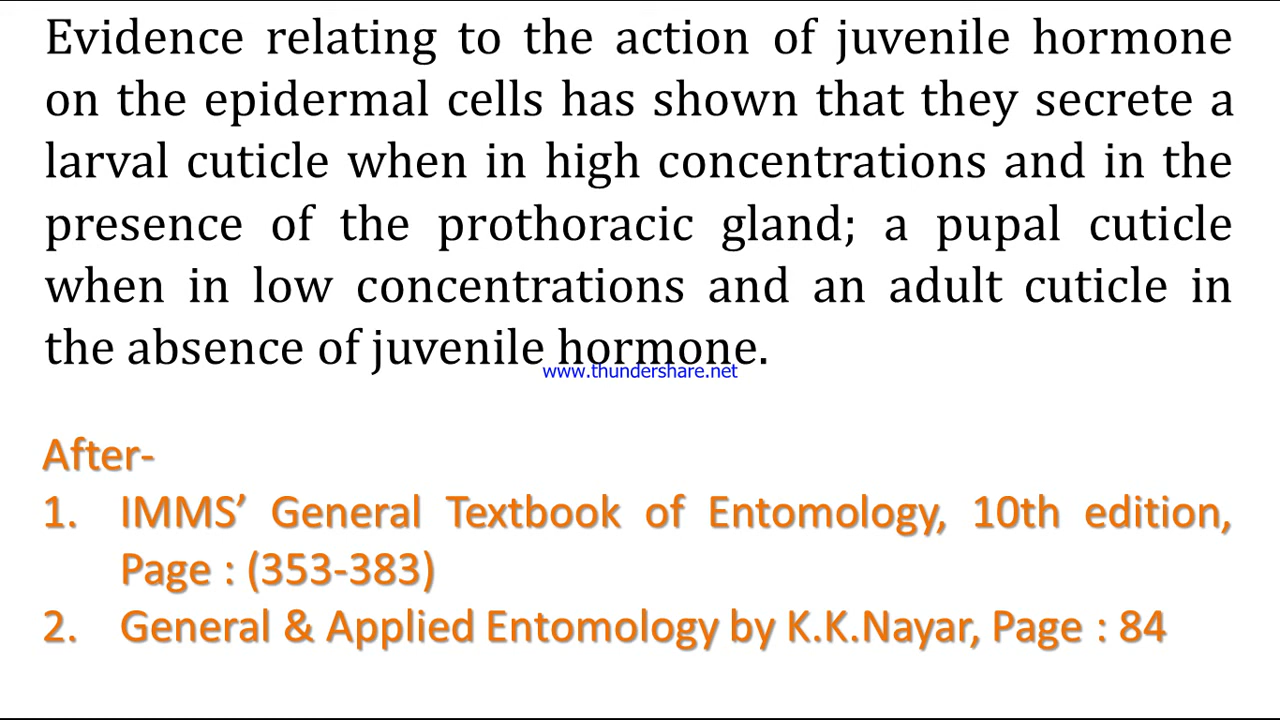 Evidence relating to the action of juvenile hormone
on the epidermal cells has shown that they secrete a
larval cuticle when in high concentrations and in the
presence of the prothoracic gland; a pupal cuticle
when in low concentrations and an adult cuticle in
the absence of juvenile hormone.
www.thundershare.net
After-
1. IMMS’ General Textbook of Entomology, 10th edition,
Page : (353-383)
2. General & Applied Entomology by K.K.Nayar, Page : 84